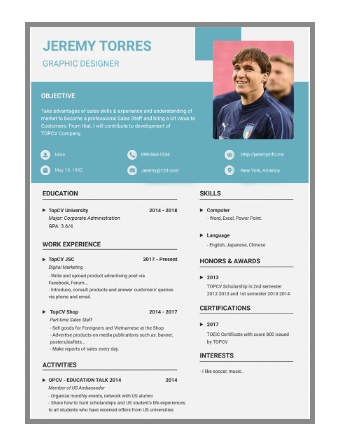 JEREMY TORRES
GRAPHIC DESIGNER
OBJECTIVE
Take advantages of sales skills & experience and understanding of
market to become a professional Sales Staff and bring a lot value to
Customers. From that, I will contribute to development of
TOPCV Company.
Male
098-564-1234
http://jeremyinfo.me
May 19, 1992
Jeremy@123.com
New York, America
EDUCATION
TopCV University 2014 - 2018
Major: Corporate Administration
GPA: 3.6/4
WORK EXPERIENCE
TopCV JSC 2017 - Present
Digital Marketing
- Write and upload product advertising post via
Facebook, Forum...
- Introduce, consult products and answer customers' queries
via phone and email.
TopCV Shop 2014 - 2017
Part-time Sales Staff
- Sell goods for Foreigners and Vietnamese at the Shop
- Advertise products on media publications such as: banner,
posters,leaflets...
- Make reports of sales every day.
ACTIVITIES
OPCV - EDUCATION TALK 2014 2014
Member of US Ambassador
- Organize monthly events, network with US alumni
- Share how to hunt scholarships and US student's life experiences
to all students who have received offers from US universities
SKILLS
Computer
- Word, Excel, Power Point.
Language
- English, Japanese, Chinese
HONORS & AWARDS
2013
TOPCV Scholarship in 2nd semester
2012-2013 and 1st semester 2013-2014.
CERTIFICATIONS
2017
TOEIC Certificate with score 800 issued
by TOPCV
INTERESTS
- I like soccer, music..